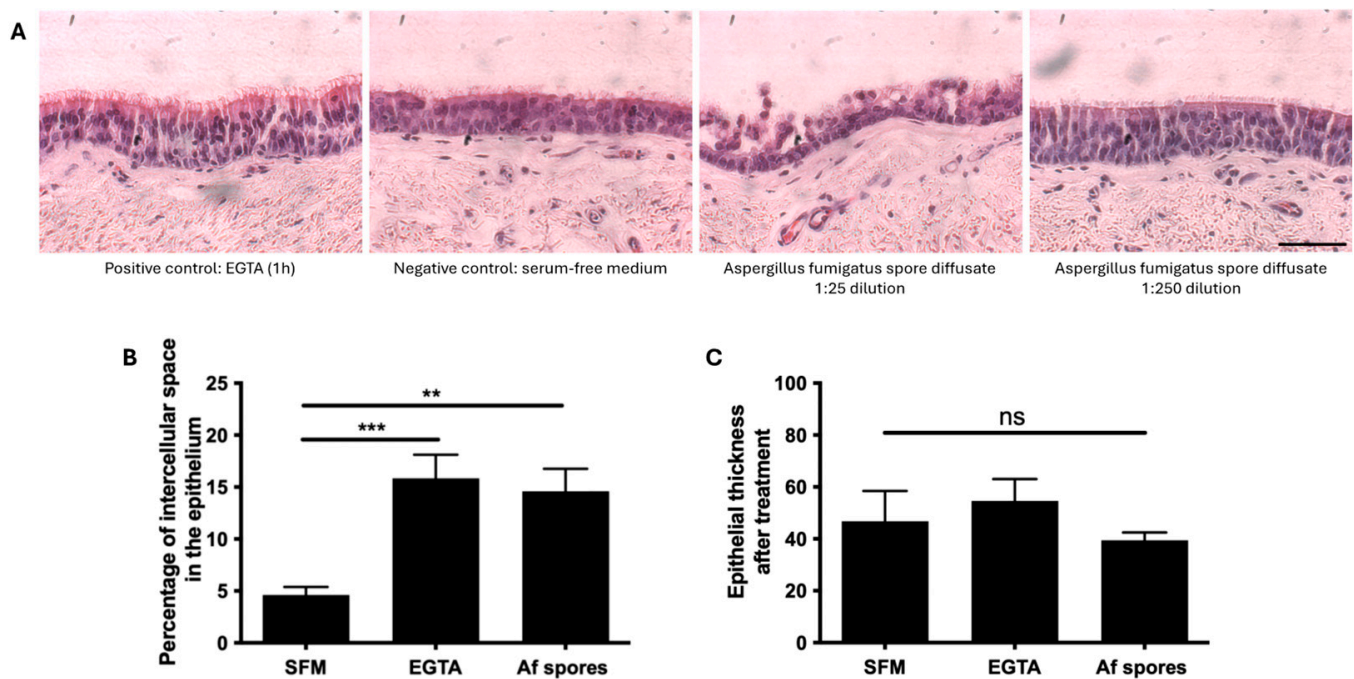 A
Positive control: EGTA (1h)
Negative control: serum-free medium
Aspergillus fumigatus spore diffusate
1:25 dilution
Aspergillus fumigatus spore diffusate
1:250 dilution
B
Percentage of intercellular space
in the epithelium
25
20
15
10
5
0
**
***
SFM
EGTA
Af spores
C
Epithelial thickness
after treatment
100
80
60
40
20
0
ns
SFM
EGTA
Af spores